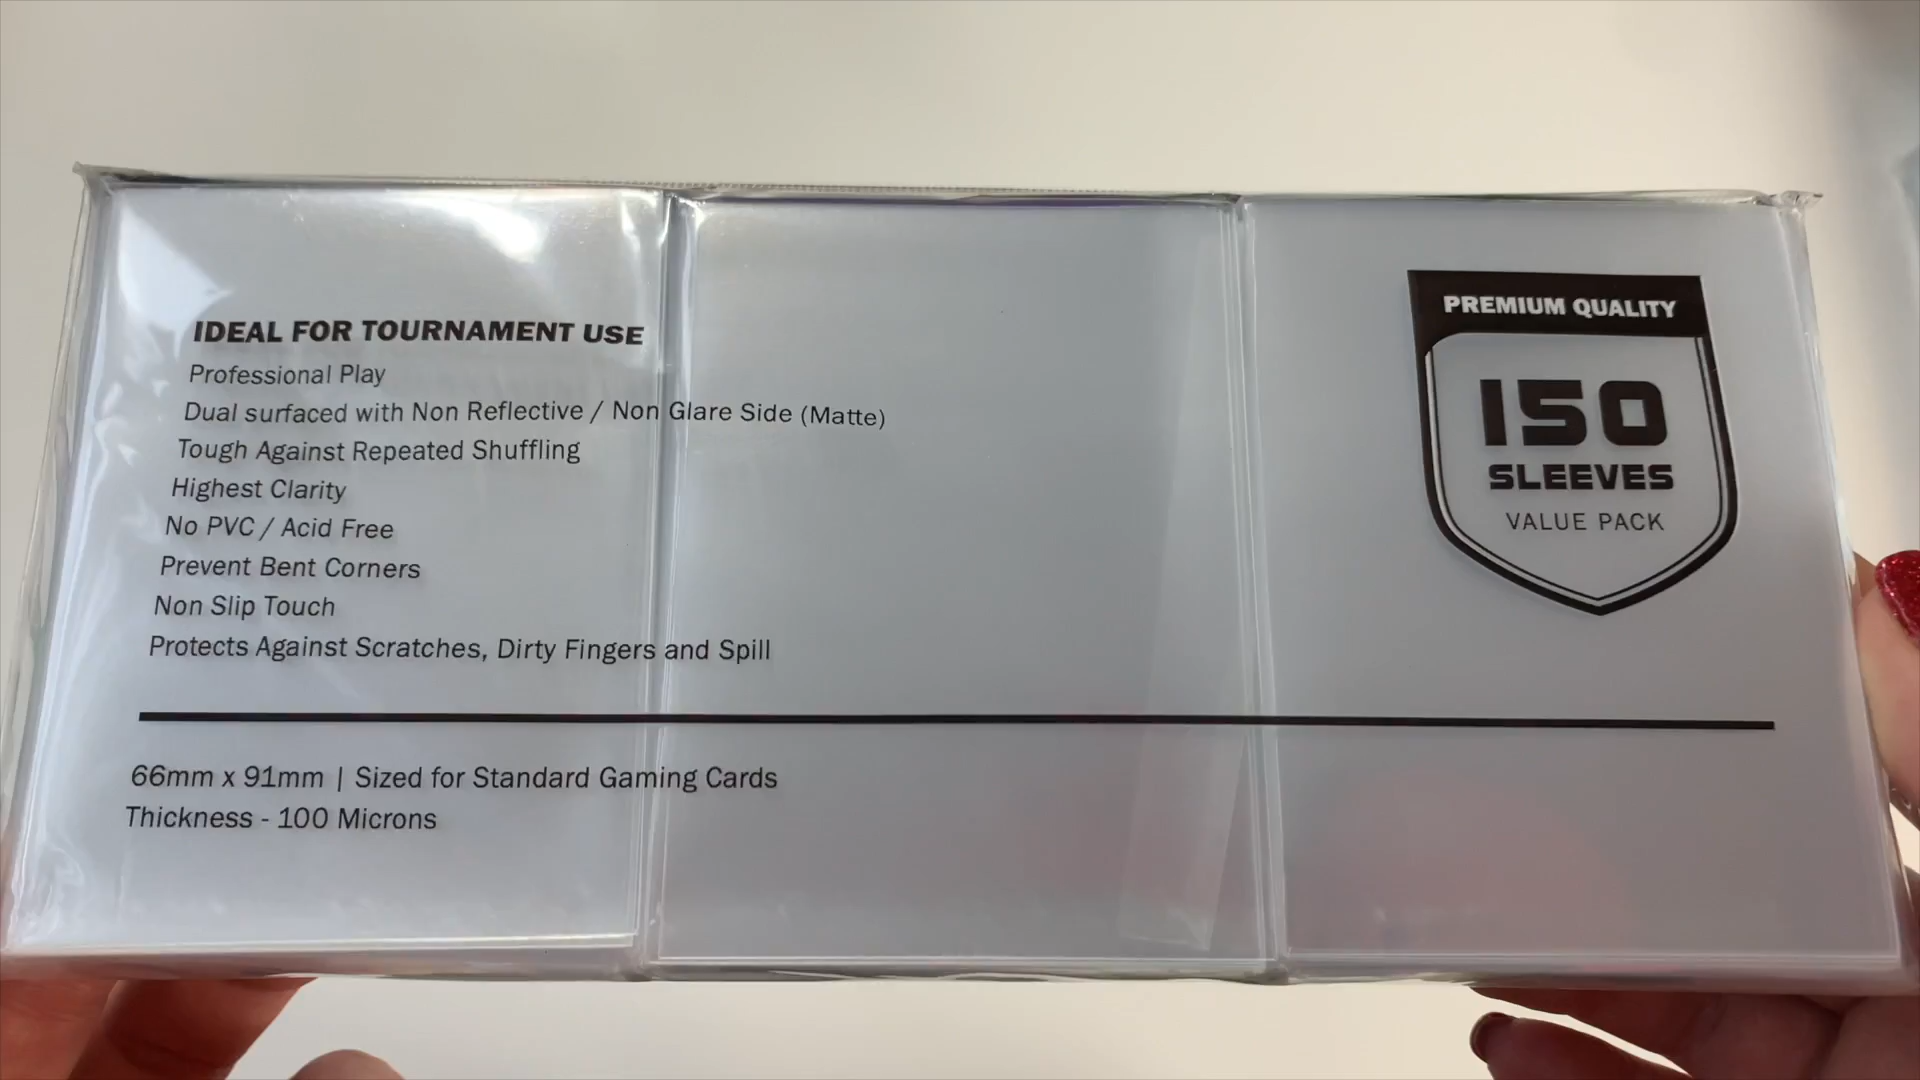 IDEAL FOR TOURNAMENT USE
Professional Play
Dual surfaced with Non Reflective / Non Glare Side (Matte)
Tough Against Repeated Shuffling
Highest Clarity
No PVC / Acid Free
Prevent Bent Corners
Non Slip Touch
Protects Against Scratches, Dirty Fingers and Spill
66mm x 91mm | Sized for Standard Gaming Cards
Thickness - 100 Microns
PREMIUM QUALITY
150
SLEEVES
VALUE PACK